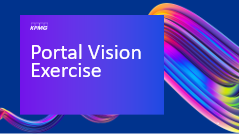 KPMG
Portal Vision
Exercise